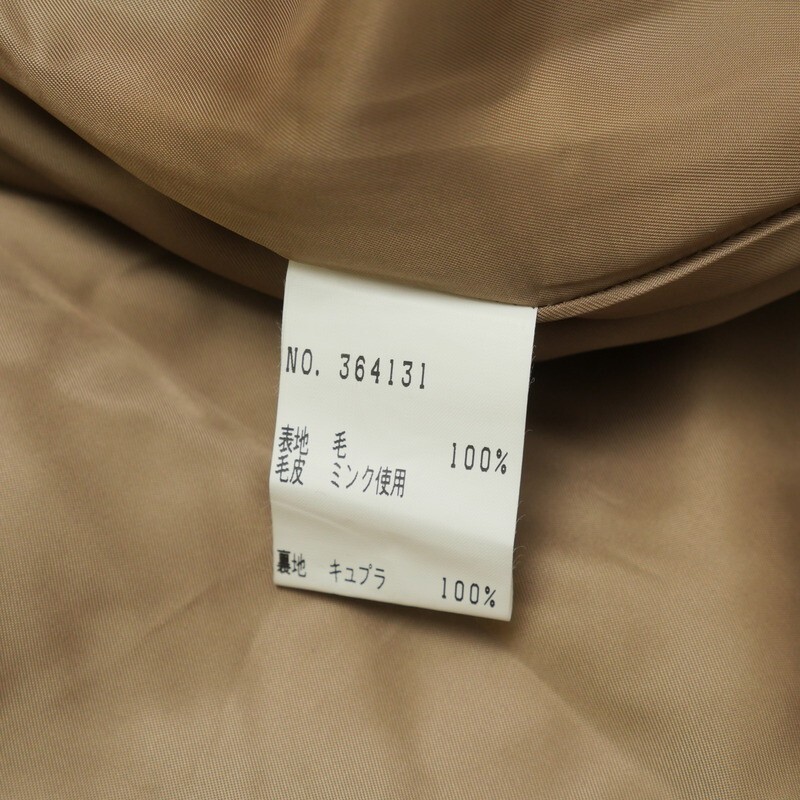 NO. 364131
表地 毛 100%
毛皮 ミンク使用
裏地 キュプラ 100%